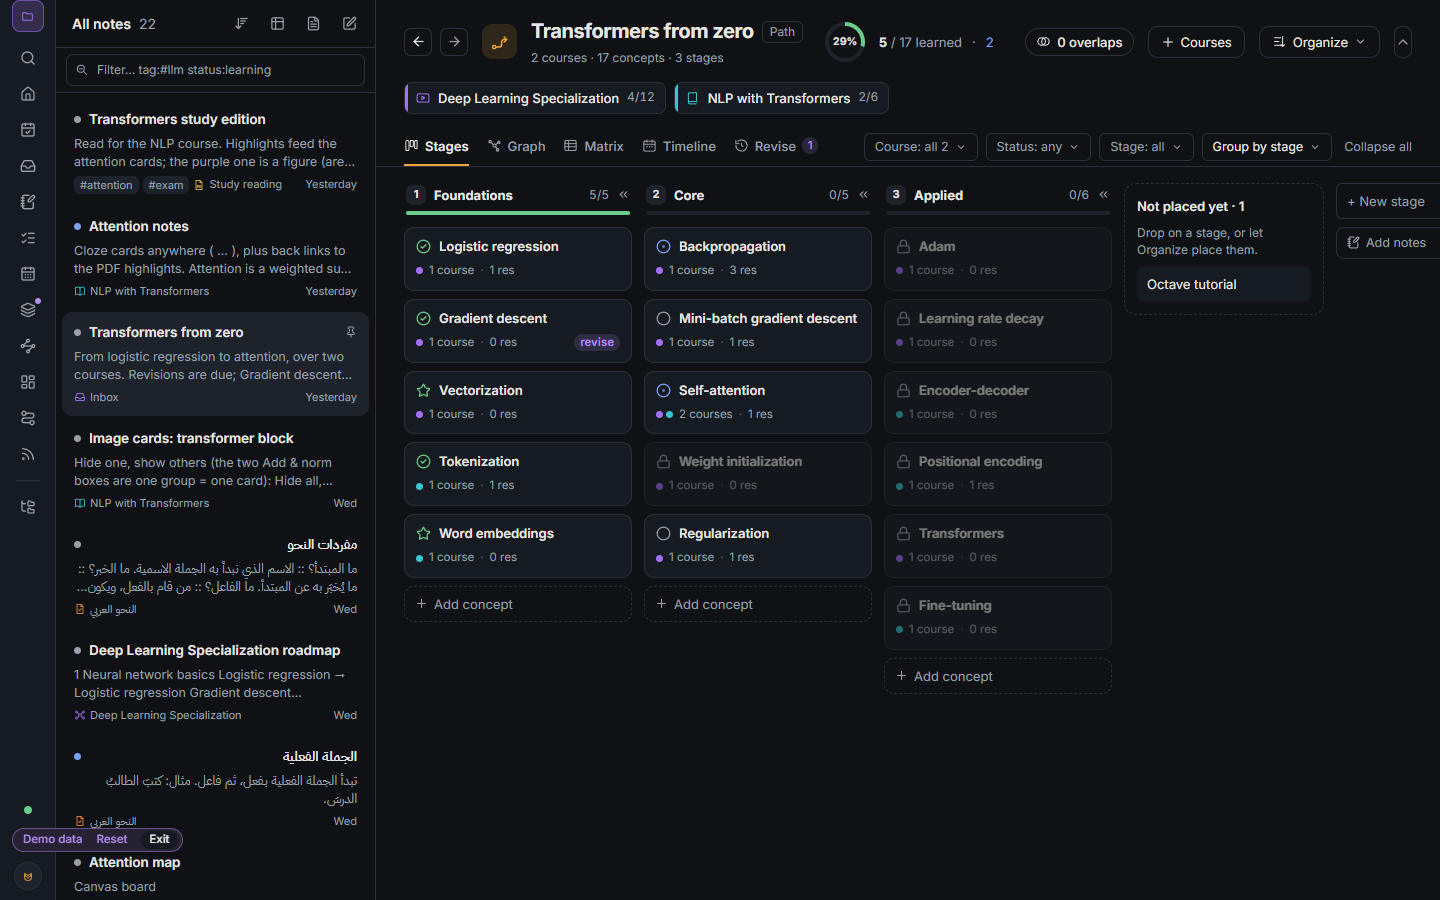 All notes 22
Filter... tag:#llm status:learning
Transformers study edition
Read for the NLP course. Highlights feed the
attention cards; the purple one is a figure (are...
#attention #exam Study reading Yesterday
Attention notes
Cloze cards anywhere ( ... ), plus back links to
the PDF highlights. Attention is a weighted su...
NLP with Transformers Yesterday
Transformers from zero
From logistic regression to attention, over two
courses. Revisions are due; Gradient descent...
Inbox Yesterday
Image cards: transformer block
Hide one, show others (the two Add & norm
boxes are one group = one card): Hide all,...
NLP with Transformers Wed
مفردات النحو
ما المبتدأ؟ :: الاسم الذي نبدأ به الجملة الاسمية. ما الخبر؟ ::
ما يُخبَر به عن المبتدأ. ما الفاعل؟ :: من قام بالفعل، ويكون...
النحو العربي Wed
Deep Learning Specialization roadmap
1 Neural network basics Logistic regression →
Logistic regression Gradient descent...
Deep Learning Specialization Wed
الجملة الفعلية
تبدأ الجملة الفعلية بفعل، ثم فاعل. مثال: كتبَ الطالبُ
الدرسَ.
النحو العربي Wed
Demo data Reset Exit
Attention map
Canvas board
Transformers from zero Path
2 courses · 17 concepts · 3 stages
29% 5 / 17 learned · 2
0 overlaps
+ Courses
Organize
Deep Learning Specialization 4/12
NLP with Transformers 2/6
Stages Graph Matrix Timeline Revise 1
Course: all 2 Status: any Stage: all Group by stage Collapse all
1 Foundations 5/5
Logistic regression
1 course · 1 res
Gradient descent
1 course · 0 res revise
Vectorization
1 course · 0 res
Tokenization
1 course · 1 res
Word embeddings
1 course · 0 res
+ Add concept
2 Core 0/5
Backpropagation
1 course · 3 res
Mini-batch gradient descent
1 course · 1 res
Self-attention
2 courses · 1 res
Weight initialization
1 course · 0 res
Regularization
1 course · 1 res
+ Add concept
3 Applied 0/6
Adam
1 course · 0 res
Learning rate decay
1 course · 0 res
Encoder-decoder
1 course · 0 res
Positional encoding
1 course · 1 res
Transformers
1 course · 0 res
Fine-tuning
1 course · 0 res
+ Add concept
Not placed yet · 1
Drop on a stage, or let
Organize place them.
Octave tutorial
+ New stage
Add notes